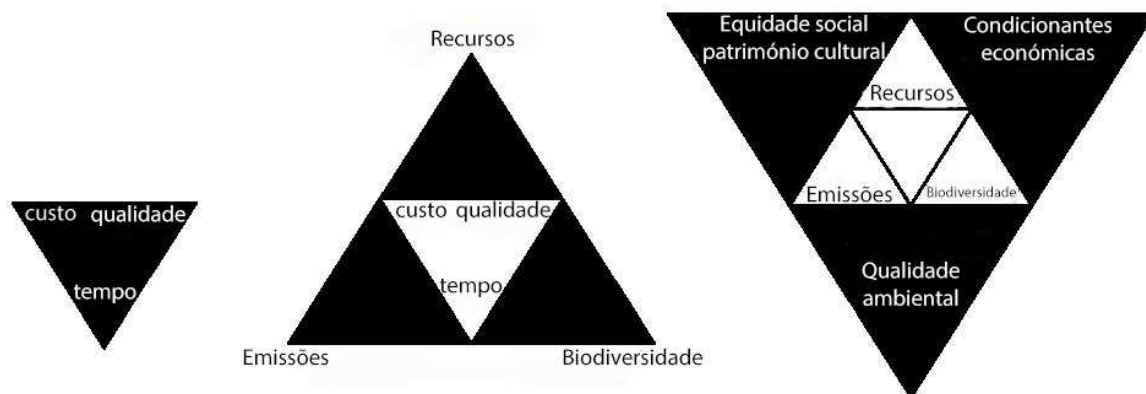 custo qualidade
tempo
Recursos
custo qualidade
tempo
Emissões
Biodiversidade
Equidade social
património cultural
Condicionantes
económicas
Recursos
Emissões
Biodiversidade
Qualidade
ambiental